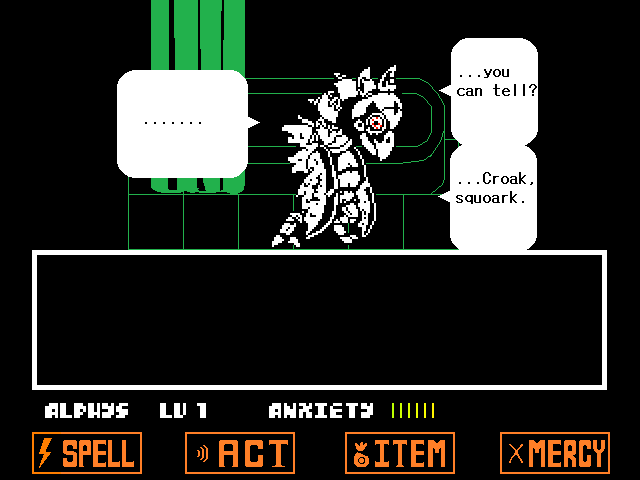 .......
...you
can tell?
...Croak,
squoark.
ALPHYS LV 1 ANXIETY
SPELL ACT ITEM MERCY